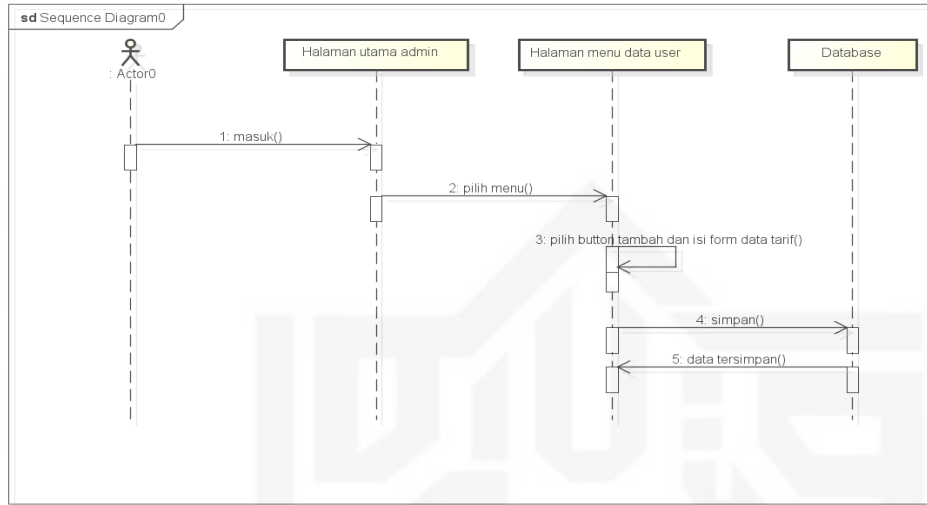 sd Sequence Diagram0
: Actor0
Halaman utama admin
Halaman menu data user
Database
1: masuk()
2: pilih menu()
3: pilih button tambah dan isi form data tarif()
4: simpan()
5: data tersimpan()